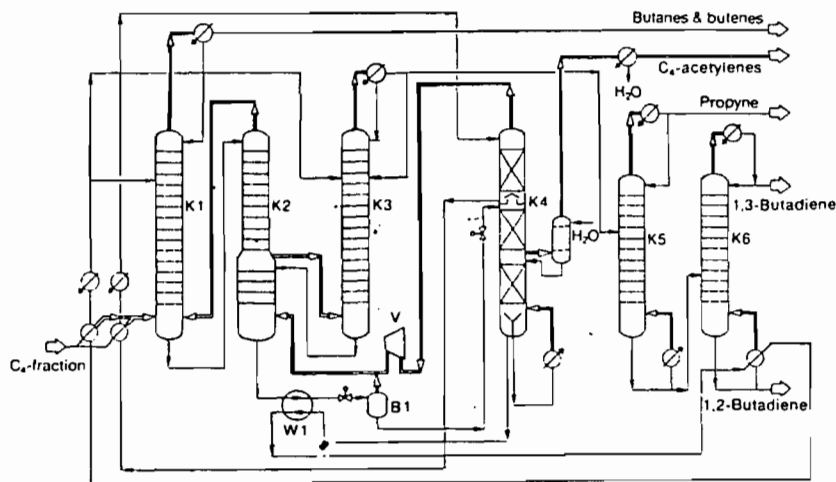 Butanes & butenes
C₄-acetylenes
H₂O
Propyne
K1
K2
K3
K4
H₂O
K5
K6
1,3-Butadiene
V
C₄-fraction
B1
W1
1,2-Butadiene